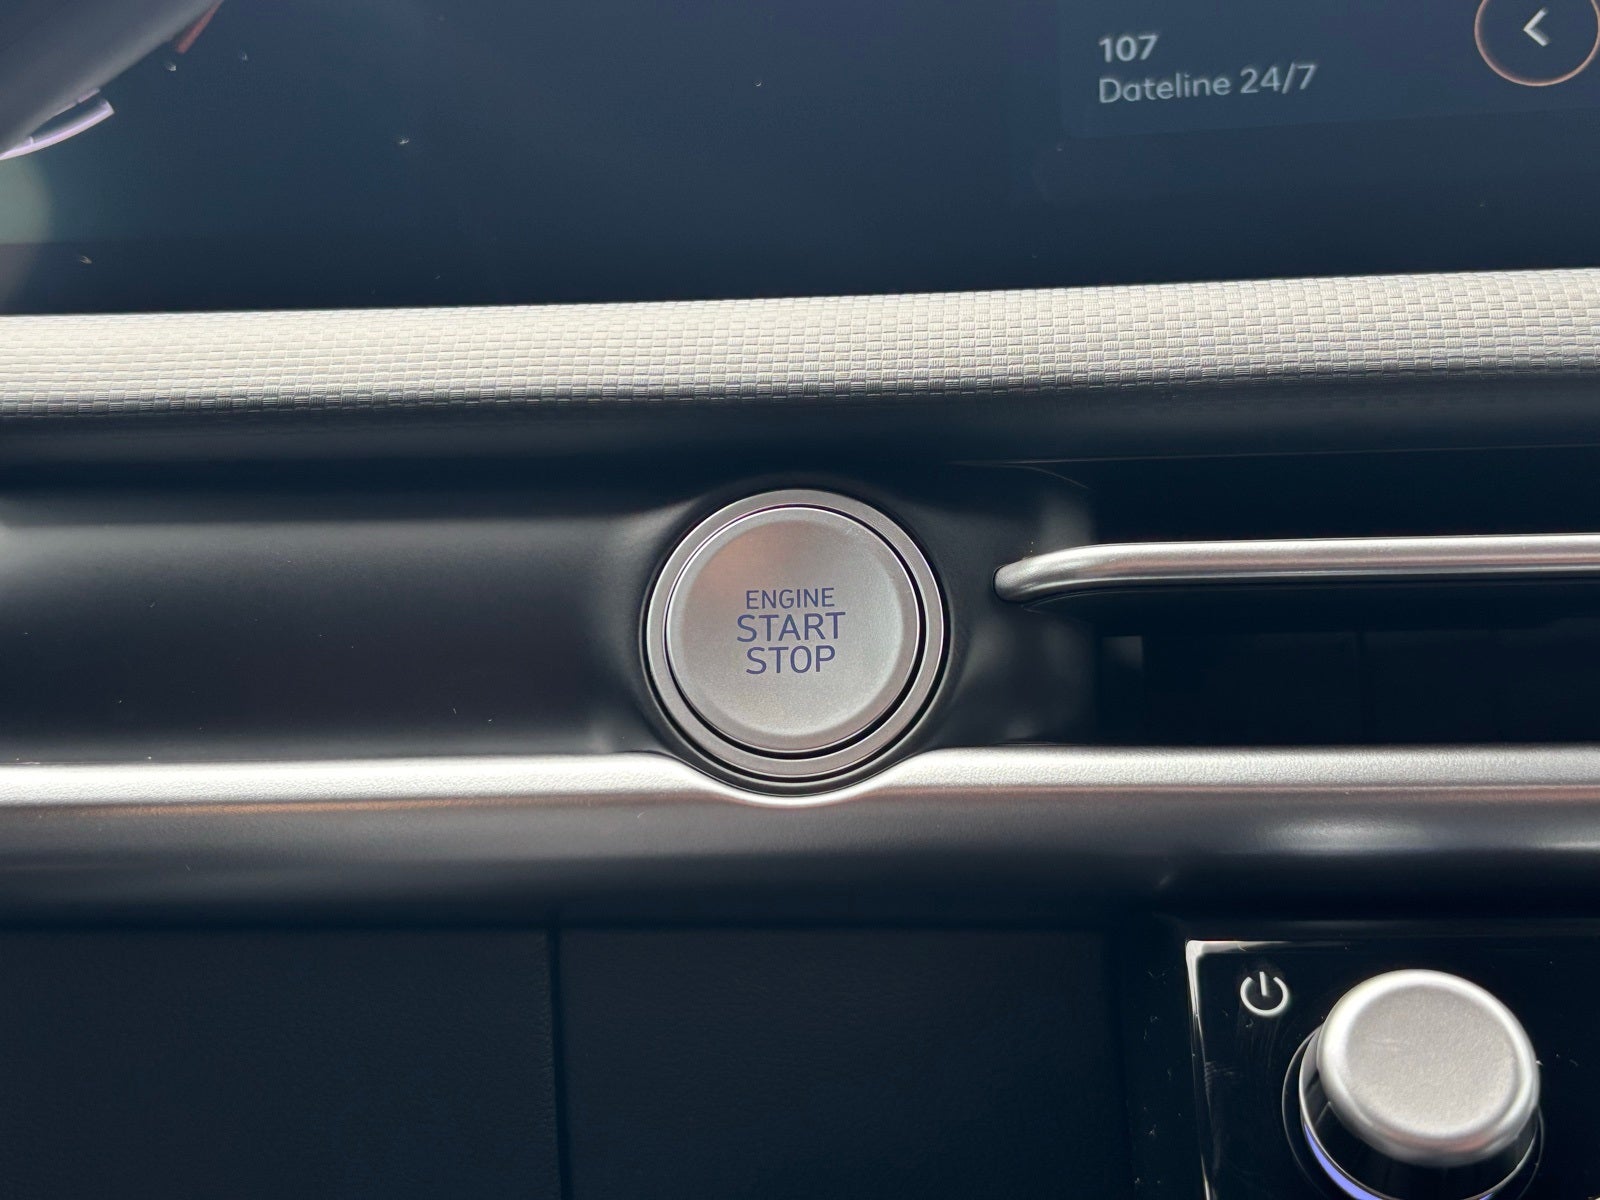 107
Dateline 24/7
ENGINE
START
STOP